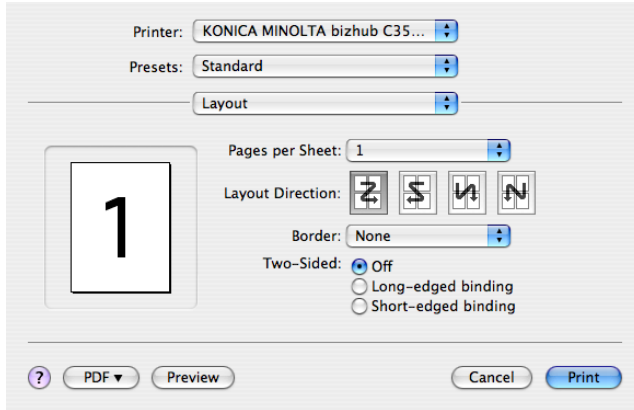 Printer: KONICA MINOLTA bizhub C35...
Presets: Standard
Layout
Pages per Sheet: 1
Layout Direction:
1
Border: None
Two-Sided: Off
Long-edged binding
Short-edged binding
? PDF▼ Preview Cancel Print